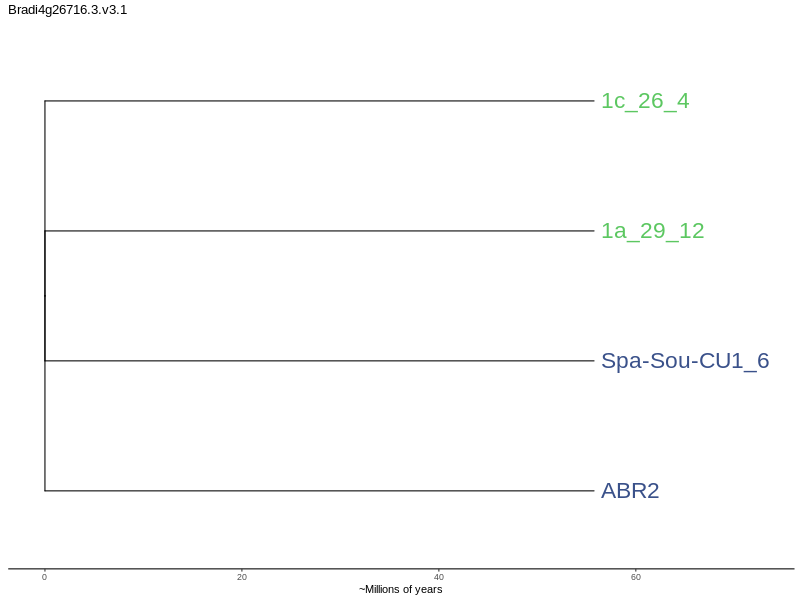 Bradi4g26716.3.v3.1
1c_26_4
1a_29_12
Spa-Sou-CU1_6
ABR2
0 20 40 60
~Millions of years